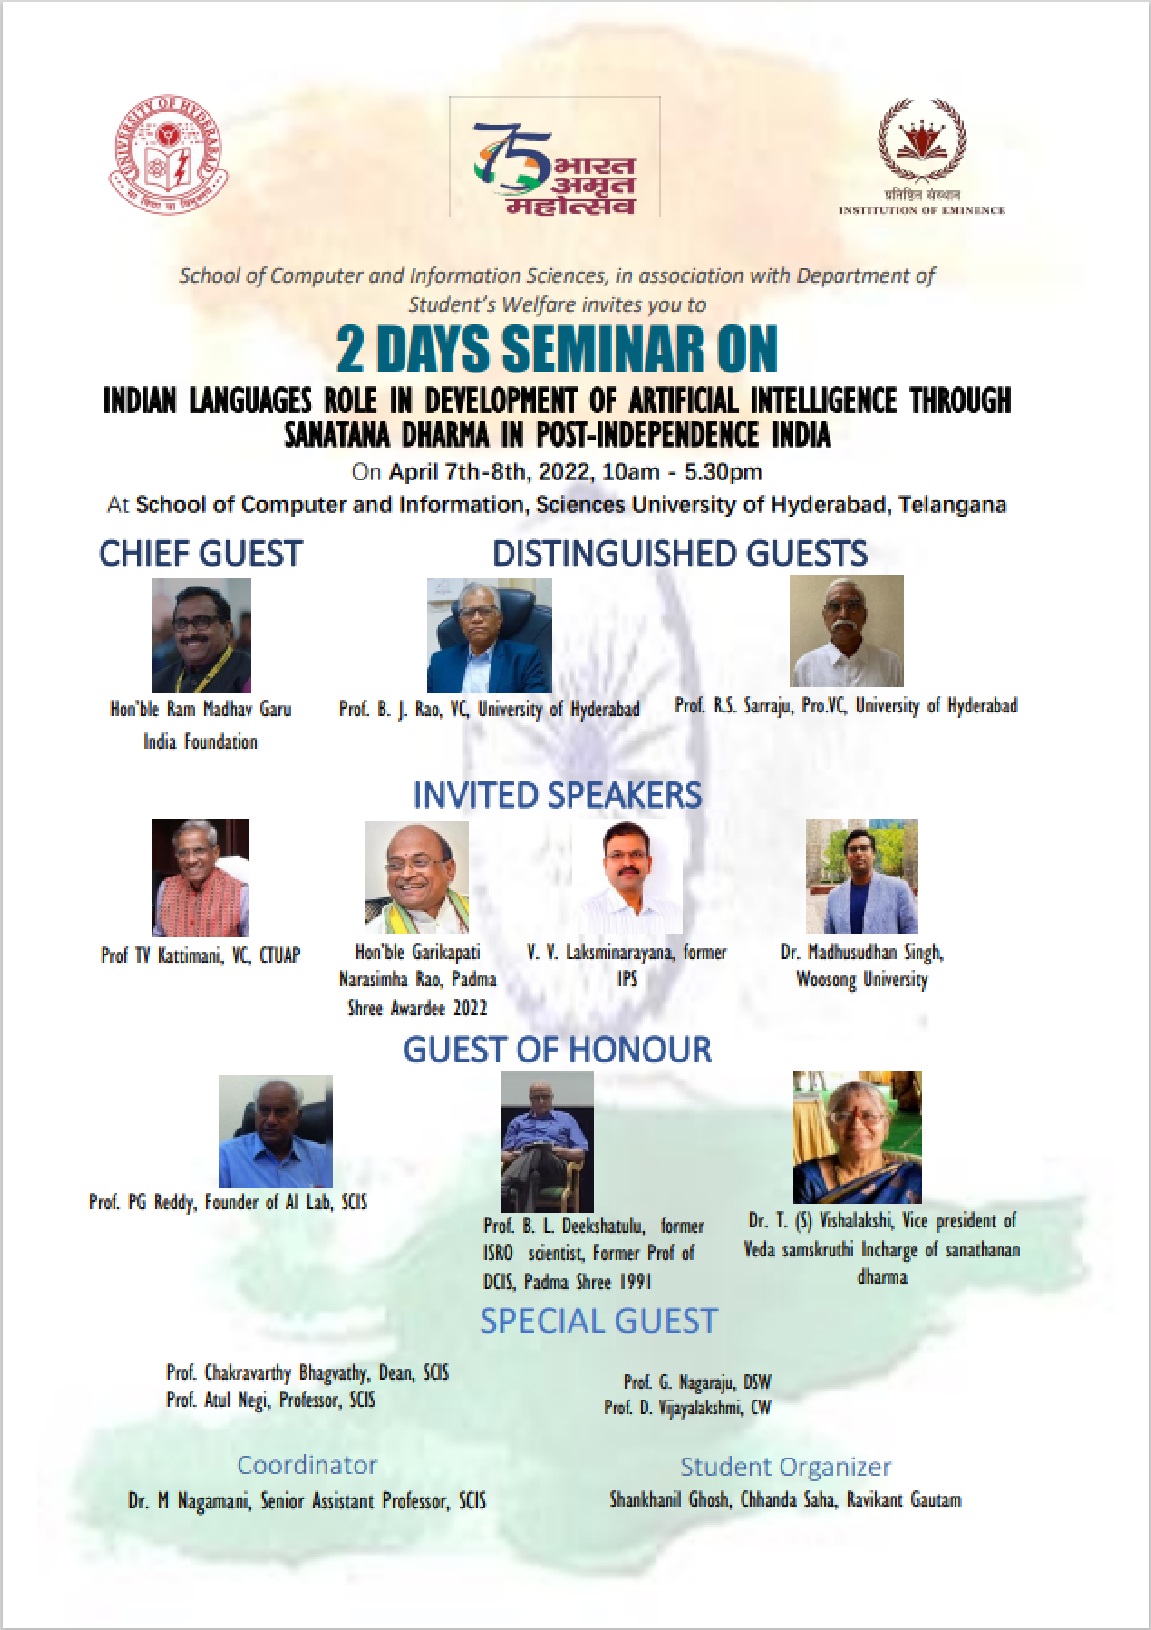 UNIVERSITY OF HYDERABAD
सा विद्या या विमुक्तये
75
भारत
अमृत
महोत्सव
प्रतिष्ठित संस्थान
INSTITUTION OF EMINENCE
School of Computer and Information Sciences, in association with Department of
Student's Welfare invites you to
2 DAYS SEMINAR ON
INDIAN LANGUAGES ROLE IN DEVELOPMENT OF ARTIFICIAL INTELLIGENCE THROUGH
SANATANA DHARMA IN POST-INDEPENDENCE INDIA
On April 7th-8th, 2022, 10am - 5.30pm
At School of Computer and Information, Sciences University of Hyderabad, Telangana
CHIEF GUEST
DISTINGUISHED GUESTS
Hon'ble Ram Madhav Garu
India Foundation
Prof. B. J. Rao, VC, University of Hyderabad
Prof. R.S. Sarraju, Pro.VC, University of Hyderabad
INVITED SPEAKERS
Prof TV Kattimani, VC, CTUAP
Hon'ble Garikapati
Narasimha Rao, Padma
Shree Awardee 2022
V. V. Laksminarayana, former
IPS
Dr. Madhusudhan Singh,
Woosong University
GUEST OF HONOUR
Prof. PG Reddy, Founder of AI Lab, SCIS
Prof. B. L. Deekshatulu, former
ISRO scientist, Former Prof of
DCIS, Padma Shree 1991
Dr. T. (S) Vishalakshi, Vice president of
Veda samskruthi Incharge of sanathanan
dharma
SPECIAL GUEST
Prof. Chakravarthy Bhagvathy, Dean, SCIS
Prof. Atul Negi, Professor, SCIS
Prof. G. Nagaraju, DSW
Prof. D. Vijayalakshmi, CW
Coordinator
Dr. M Nagamani, Senior Assistant Professor, SCIS
Student Organizer
Shankhanil Ghosh, Chhanda Saha, Ravikant Gautam